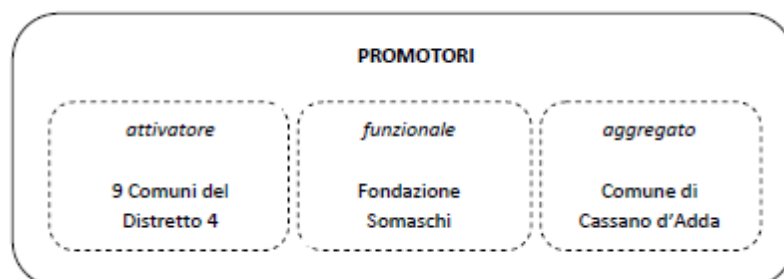 PROMOTORI
attivatore
9 Comuni del
Distretto 4
funzionale
Fondazione
Somaschi
aggregato
Comune di
Cassano d'Adda